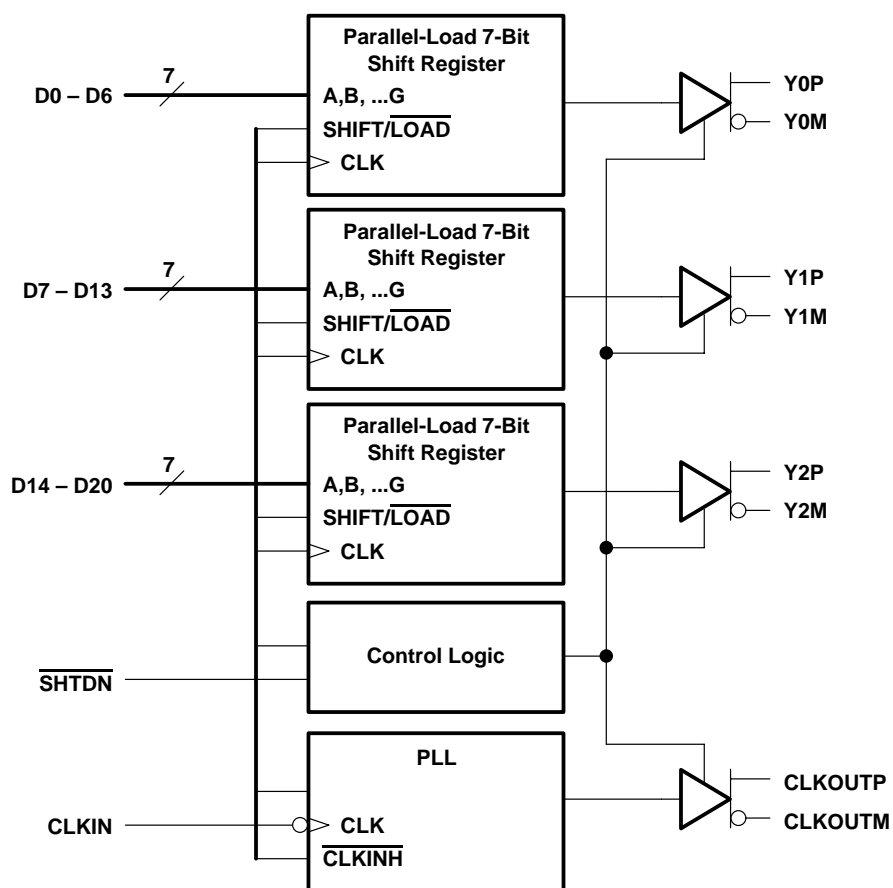 Parallel-Load 7-Bit
Shift Register
7
D0 – D6
A,B, ...G
SHIFT/LOAD
CLK
Y0P
Y0M
Parallel-Load 7-Bit
Shift Register
7
D7 – D13
A,B, ...G
SHIFT/LOAD
CLK
Y1P
Y1M
Parallel-Load 7-Bit
Shift Register
7
D14 – D20
A,B, ...G
SHIFT/LOAD
CLK
Y2P
Y2M
Control Logic
SHTDN
PLL
CLKIN
CLK
CLKINH
CLKOUTP
CLKOUTM